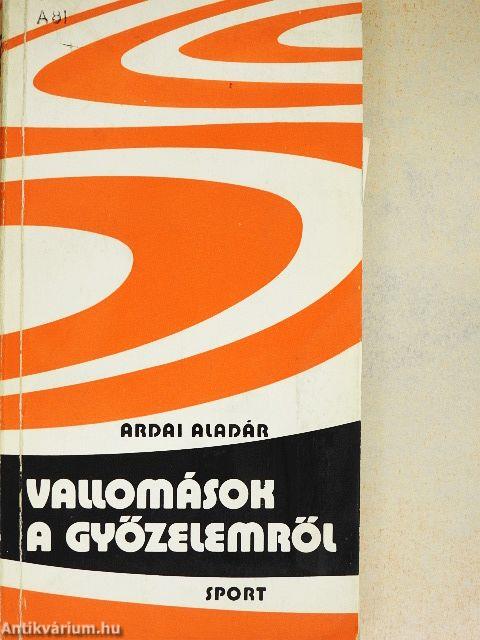 A81
ARDAI ALADÁR
VALLOMÁSOK
A GYŐZELEMRŐL
SPORT
Antikvárium.hu